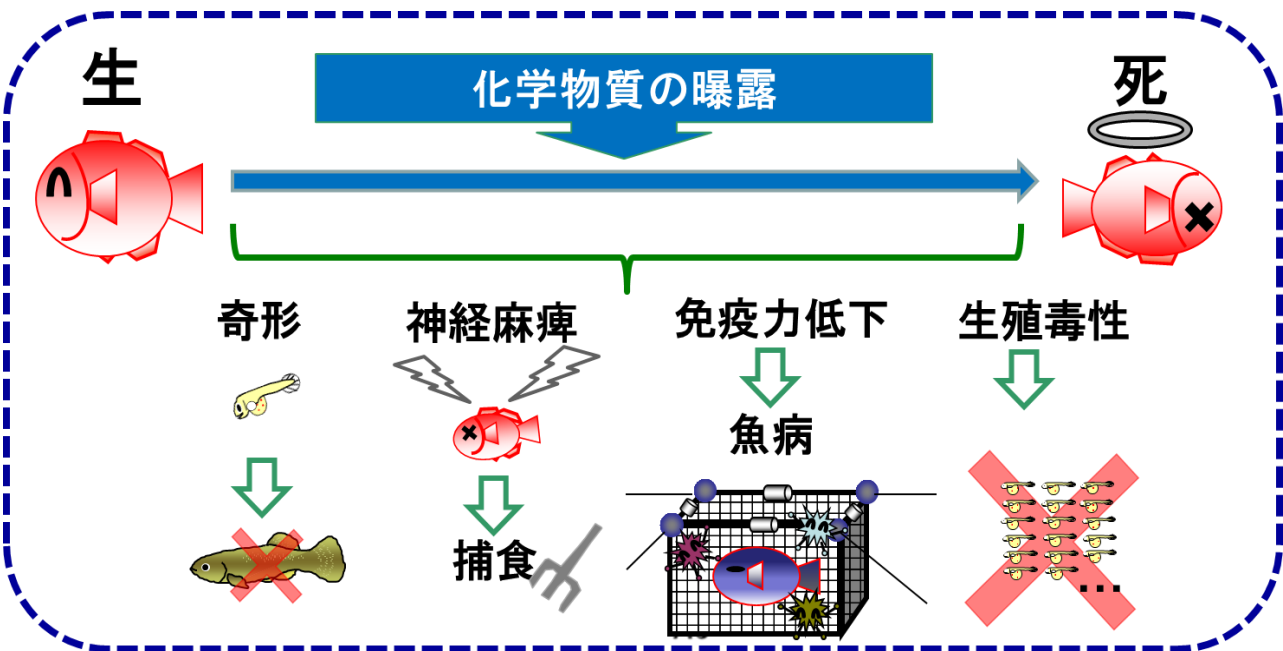 生
化学物質の曝露
死
奇形
神経麻痺
免疫力低下
生殖毒性
魚病
捕食
...